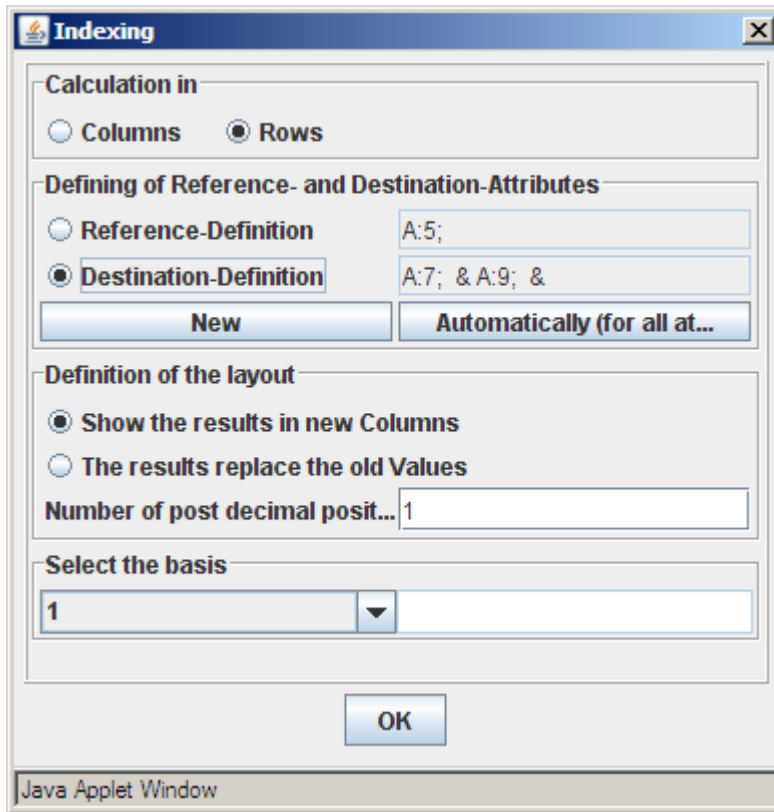 Indexing
Calculation in
Columns Rows
Defining of Reference- and Destination-Attributes
Reference-Definition A:5;
Destination-Definition A:7;  & A:9;  &
New Automatically (for all at...
Definition of the layout
Show the results in new Columns
The results replace the old Values
Number of post decimal posit... 1
Select the basis
1
OK
Java Applet Window